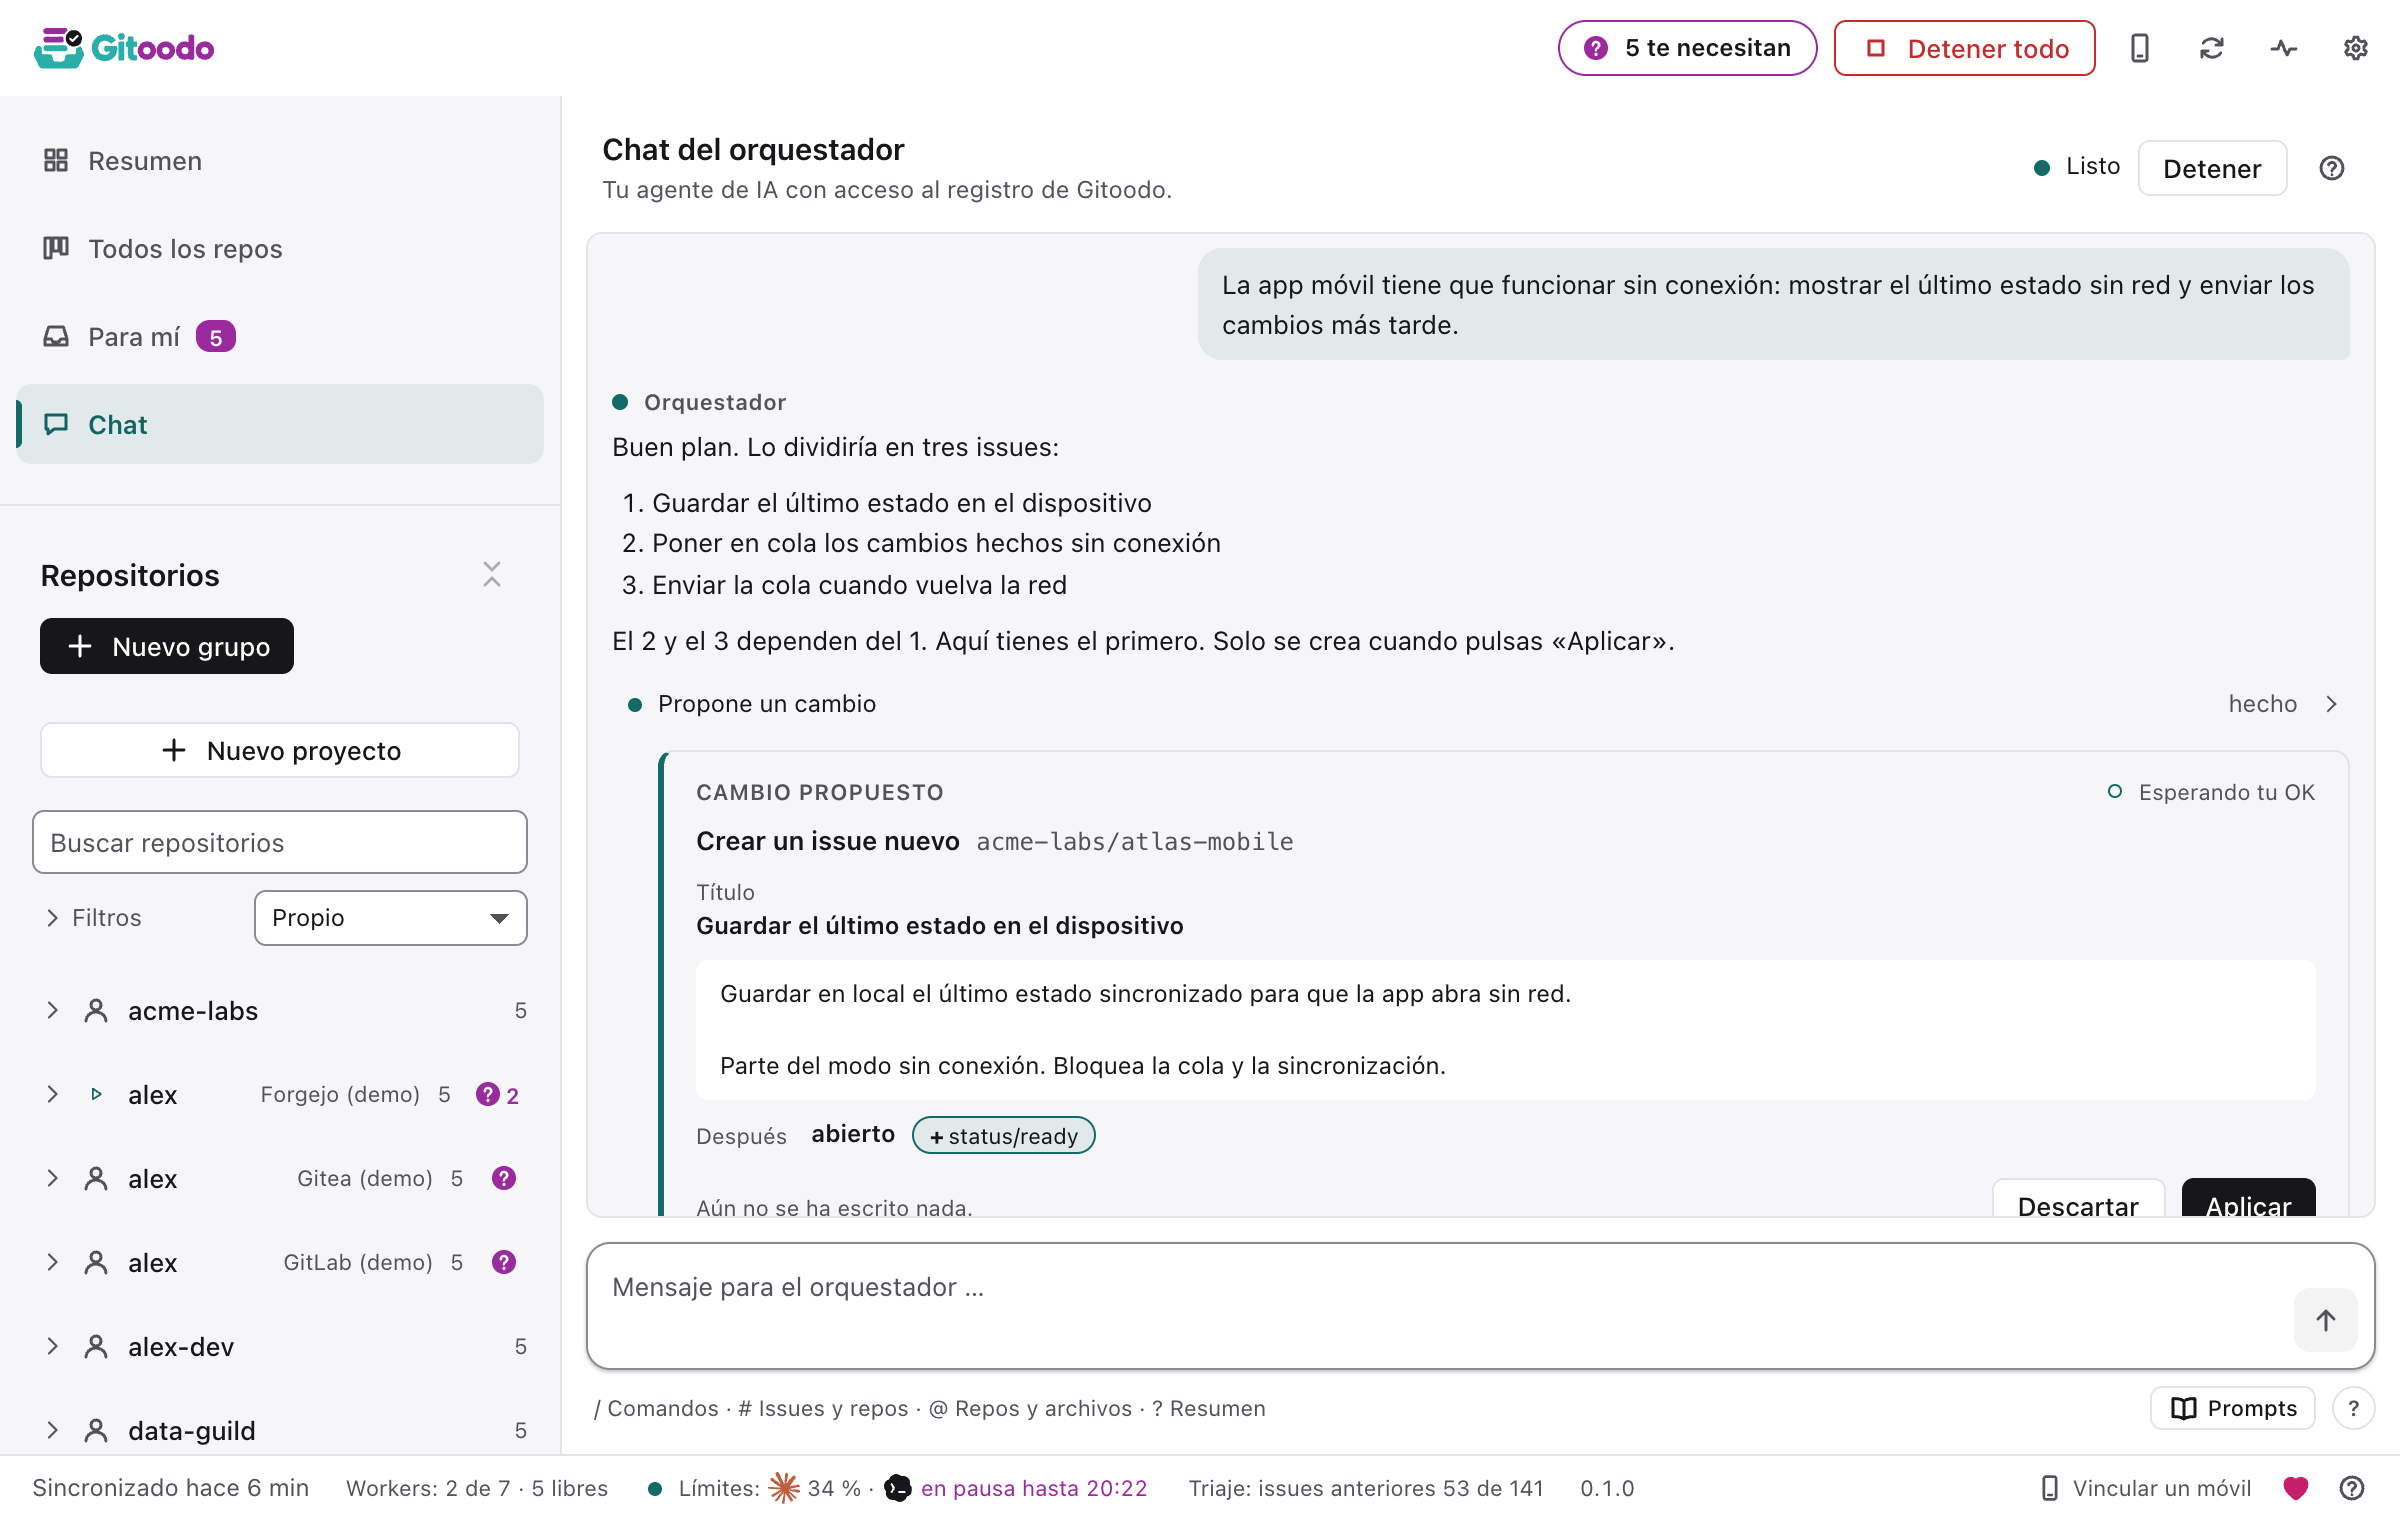 Gitoodo
5 te necesitan
Detener todo
Resumen
Todos los repos
Para mí 5
Chat
Repositorios
Nuevo grupo
Nuevo proyecto
Buscar repositorios
Filtros
Propio
acme-labs 5
alex Forgejo (demo) 5 ? 2
alex Gitea (demo) 5 ?
alex GitLab (demo) 5 ?
alex-dev 5
data-guild 5
Chat del orquestador
Tu agente de IA con acceso al registro de Gitoodo.
Listo
Detener
La app móvil tiene que funcionar sin conexión: mostrar el último estado sin red y enviar los
cambios más tarde.
Orquestador
Buen plan. Lo dividiría en tres issues:
1. Guardar el último estado en el dispositivo
2. Poner en cola los cambios hechos sin conexión
3. Enviar la cola cuando vuelva la red
El 2 y el 3 dependen del 1. Aquí tienes el primero. Solo se crea cuando pulsas «Aplicar».
Propone un cambio
hecho
CAMBIO PROPUESTO
Esperando tu OK
Crear un issue nuevo acme-labs/atlas-mobile
Título
Guardar el último estado en el dispositivo
Guardar en local el último estado sincronizado para que la app abra sin red.
Parte del modo sin conexión. Bloquea la cola y la sincronización.
Después abierto + status/ready
Aún no se ha escrito nada.
Descartar
Aplicar
Mensaje para el orquestador ...
/ Comandos · # Issues y repos · @ Repos y archivos · ? Resumen
Prompts
?
Sincronizado hace 6 min
Workers: 2 de 7 · 5 libres
Límites: 34 % · en pausa hasta 20:22
Triaje: issues anteriores 53 de 141
0.1.0
Vincular un móvil